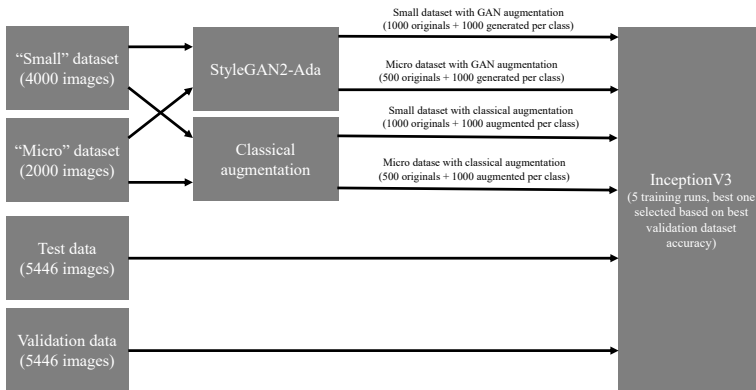 “Small” dataset
(4000 images)
“Micro” dataset
(2000 images)
Test data
(5446 images)
Validation data
(5446 images)
StyleGAN2-Ada
Classical
augmentation
Small dataset with GAN augmentation
(1000 originals + 1000 generated per class)
Micro dataset with GAN augmentation
(500 originals + 1000 generated per class)
Small dataset with classical augmentation
(1000 originals + 1000 augmented per class)
Micro datase with classical augmentation
(500 originals + 1000 augmented per class)
InceptionV3
(5 training runs, best one
selected based on best
validation dataset
accuracy)